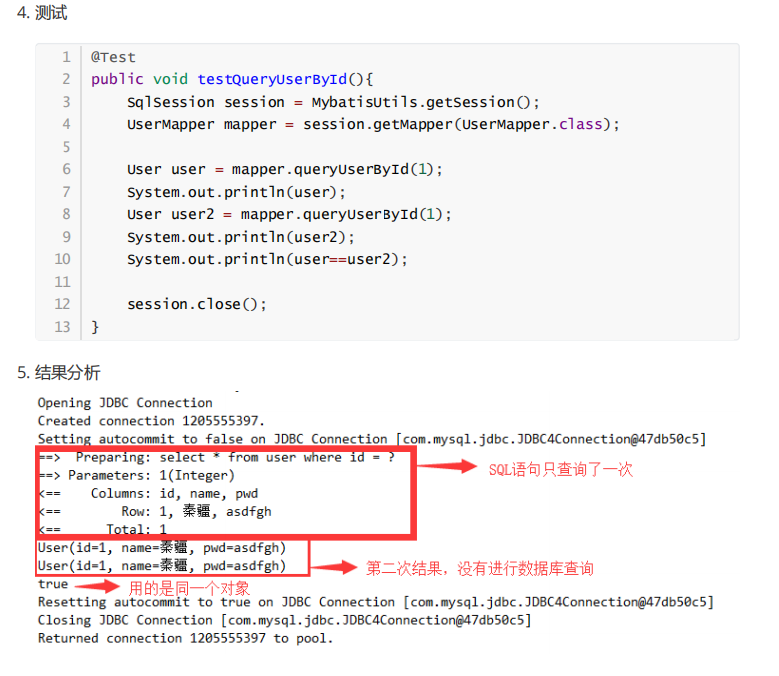 4. 测试
1 @Test
2 public void testQueryUserById(){
3 SqlSession session = MybatisUtils.getSession();
4 UserMapper mapper = session.getMapper(UserMapper.class);
5
6 User user = mapper.queryUserById(1);
7 System.out.println(user);
8 User user2 = mapper.queryUserById(1);
9 System.out.println(user2);
10 System.out.println(user==user2);
11
12 session.close();
13 }
5. 结果分析
Opening JDBC Connection
Created connection 1205555397.
Setting autocommit to false on JDBC Connection [com.mysql.jdbc.JDBC4Connection@47db50c5]
==> Preparing: select * from user where id = ?
SQL语句只查询了一次
==> Parameters: 1(Integer)
<== Columns: id, name, pwd
<== Row: 1, 秦疆, asdfgh
<== Total: 1
User(id=1, name=秦疆, pwd=asdfgh)
User(id=1, name=秦疆, pwd=asdfgh)
第二次结果，没有进行数据库查询
true
用的是同一个对象
Resetting autocommit to true on JDBC Connection [com.mysql.jdbc.JDBC4Connection@47db50c5]
Closing JDBC Connection [com.mysql.jdbc.JDBC4Connection@47db50c5]
Returned connection 1205555397 to pool.